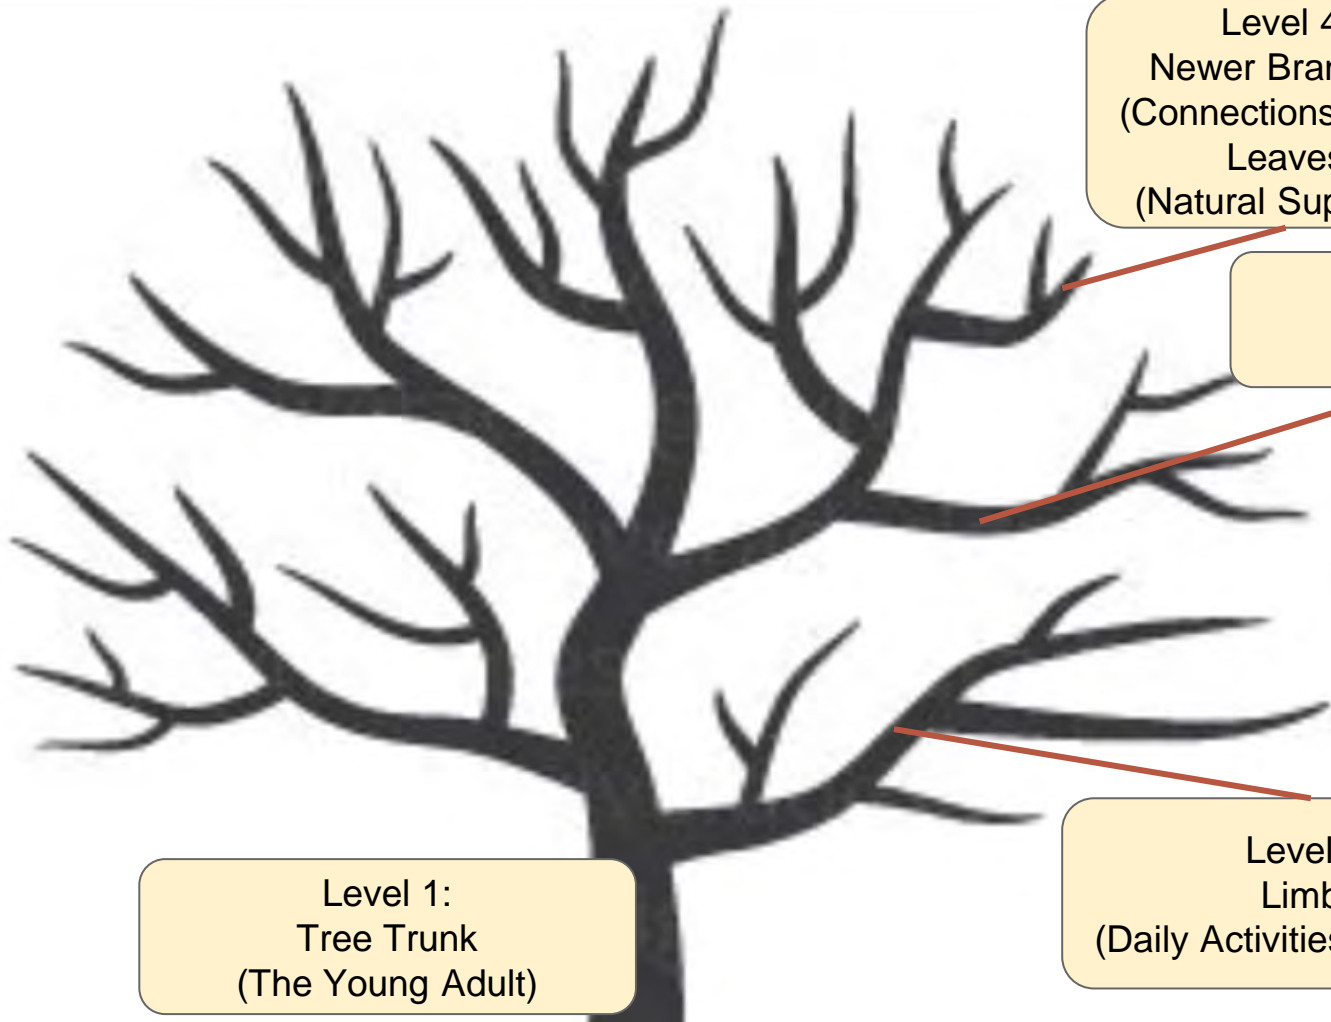 Level 4
Newer Bran
(Connections
Leaves
(Natural Sup
Level
Limb
(Daily Activities
Level 1:
Tree Trunk
(The Young Adult)